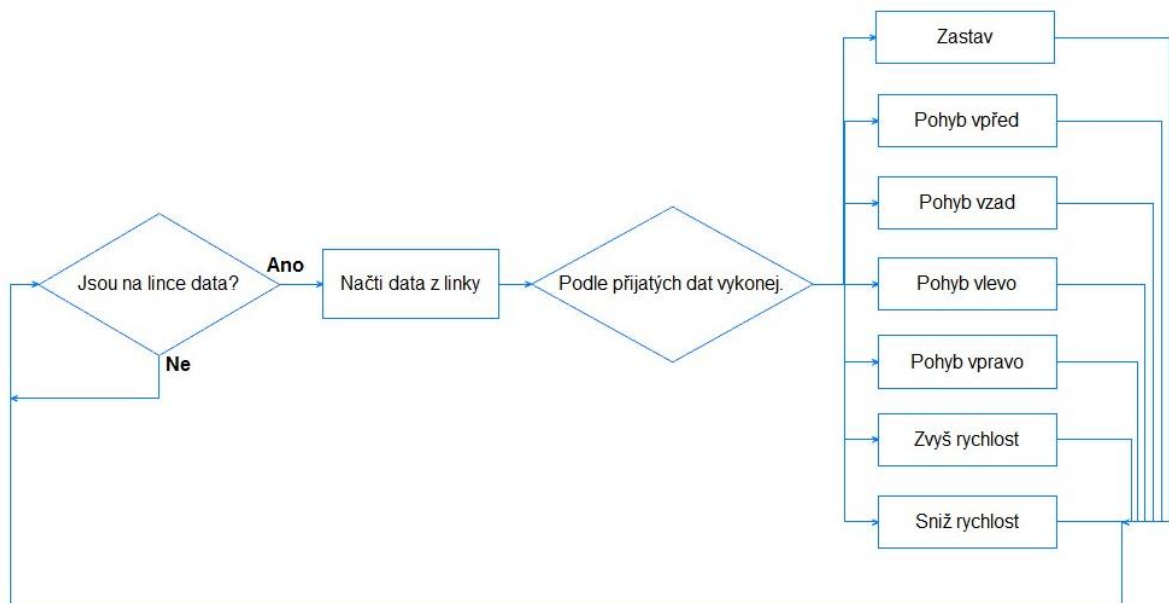 Jsou na lince data?
Ano
Ne
Načti data z linky
Podle přijatých dat vykonej.
Zastav
Pohyb vpřed
Pohyb vzad
Pohyb vlevo
Pohyb vpravo
Zvyš rychlost
Sniž rychlost